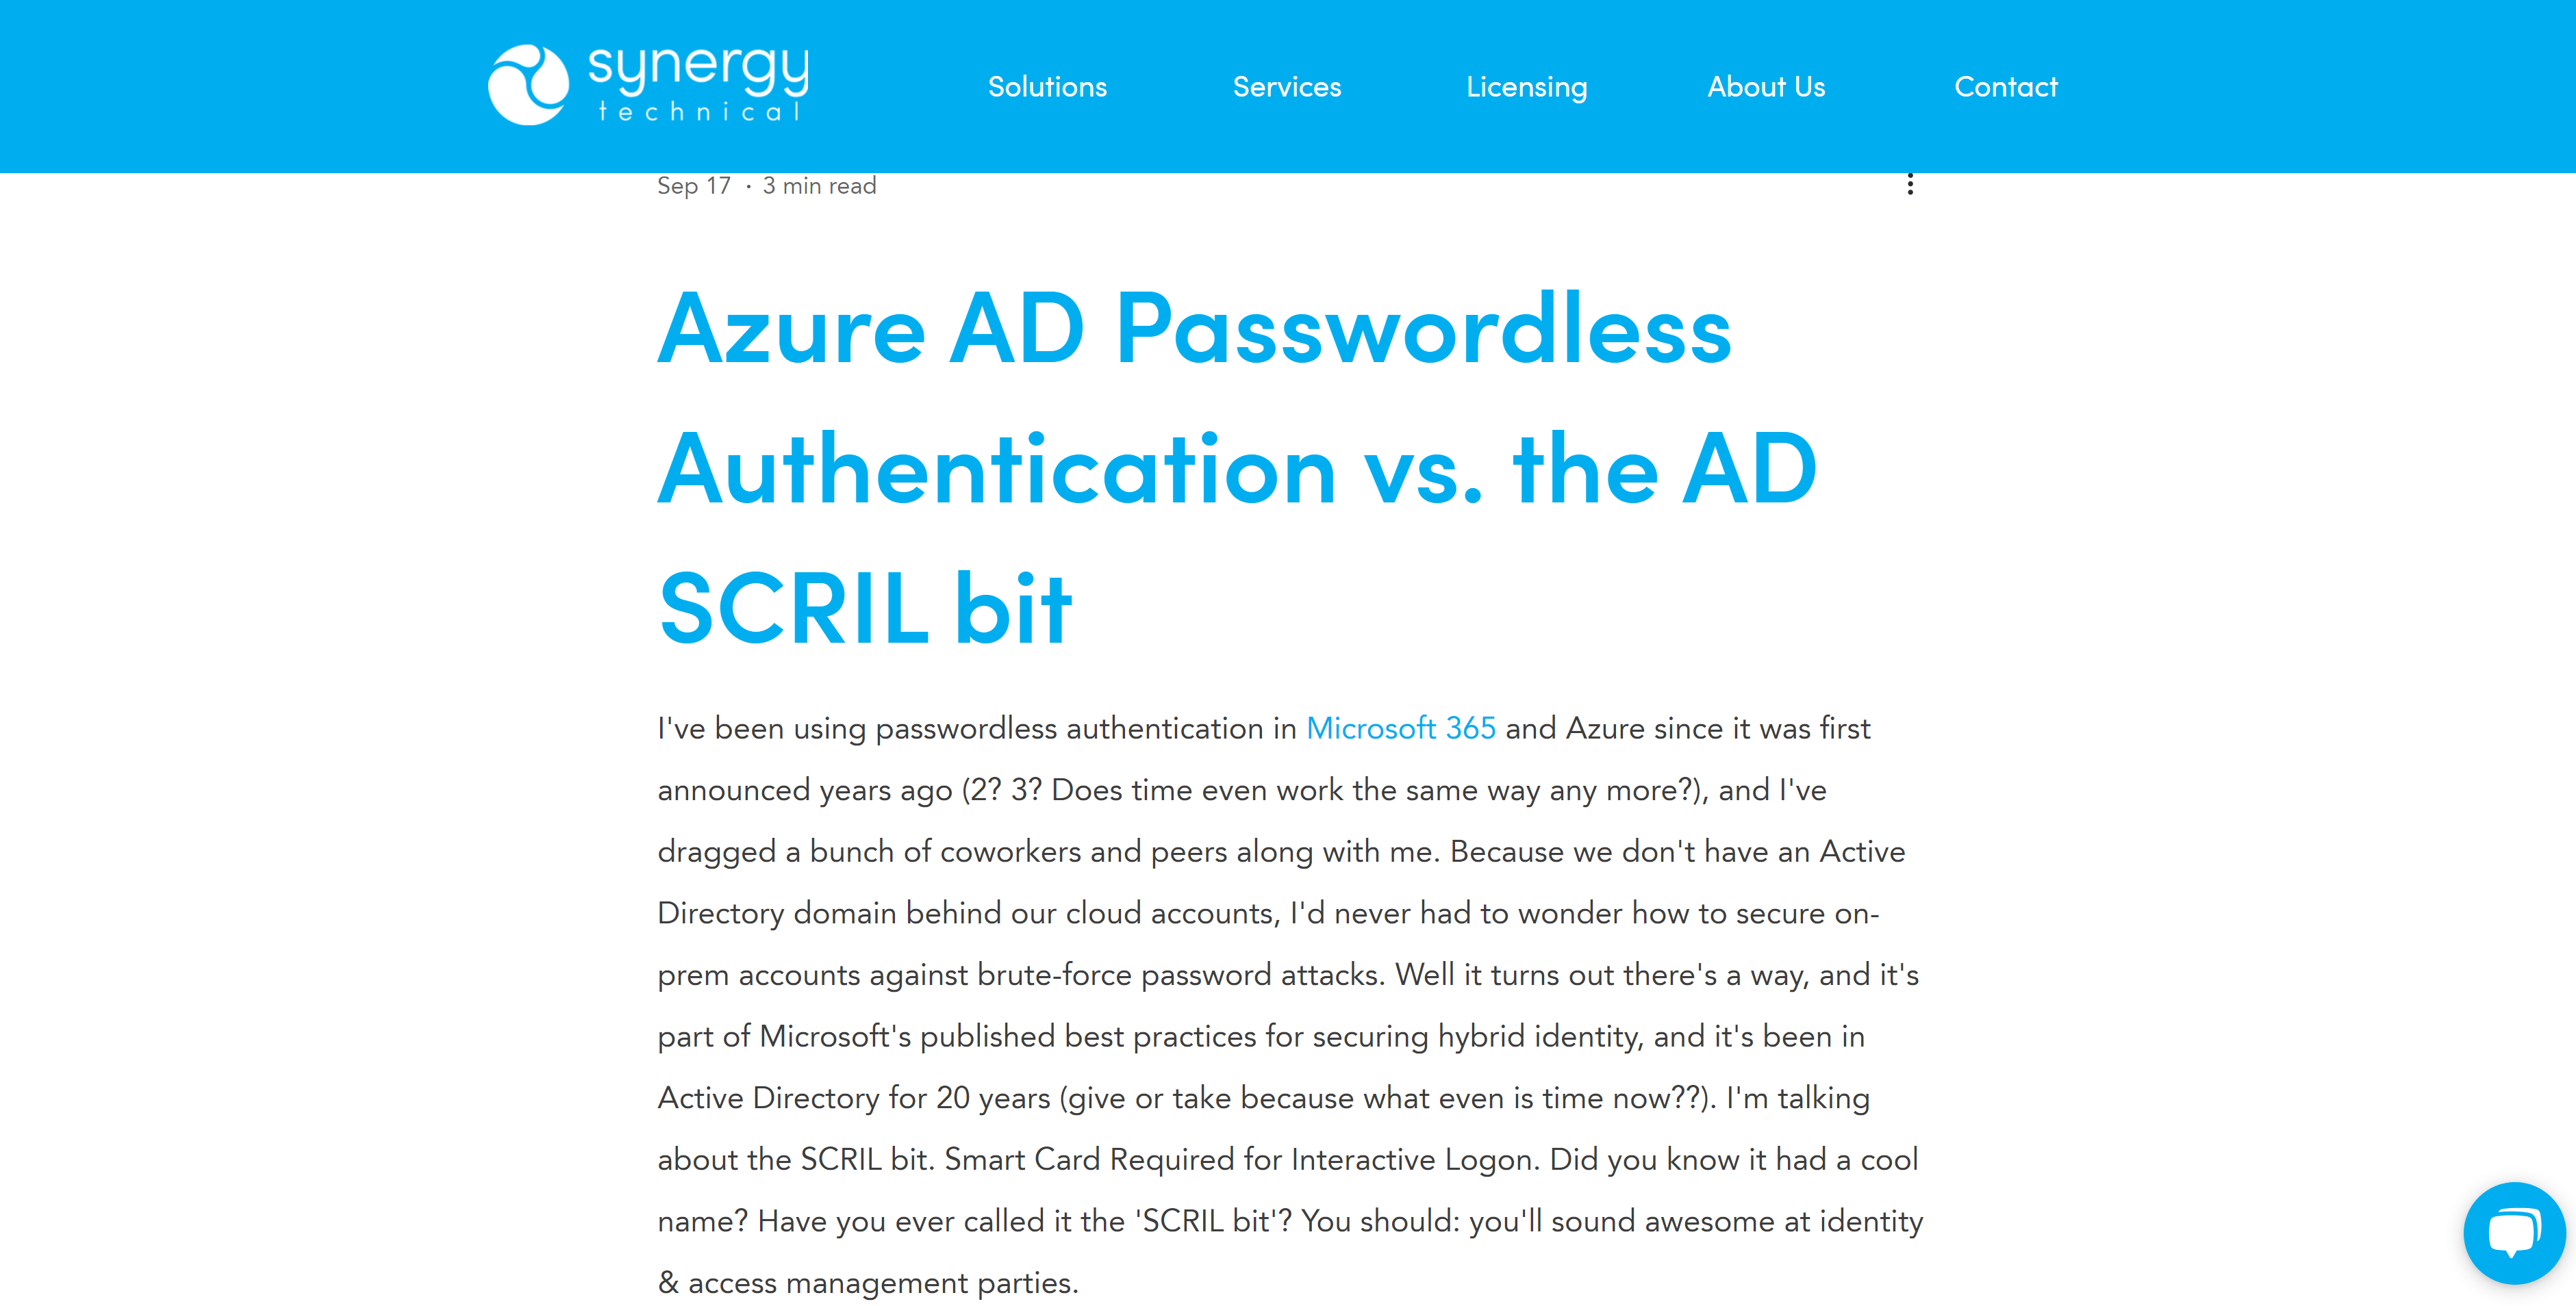 synergy
technical
Solutions Services Licensing About Us Contact
Sep 17 · 3 min read
Azure AD Passwordless
Authentication vs. the AD
SCRIL bit
I've been using passwordless authentication in Microsoft 365 and Azure since it was first
announced years ago (2? 3? Does time even work the same way any more?), and I've
dragged a bunch of coworkers and peers along with me. Because we don't have an Active
Directory domain behind our cloud accounts, I'd never had to wonder how to secure on-
prem accounts against brute-force password attacks. Well it turns out there's a way, and it's
part of Microsoft's published best practices for securing hybrid identity, and it's been in
Active Directory for 20 years (give or take because what even is time now??). I'm talking
about the SCRIL bit. Smart Card Required for Interactive Logon. Did you know it had a cool
name? Have you ever called it the 'SCRIL bit'? You should: you'll sound awesome at identity
& access management parties.